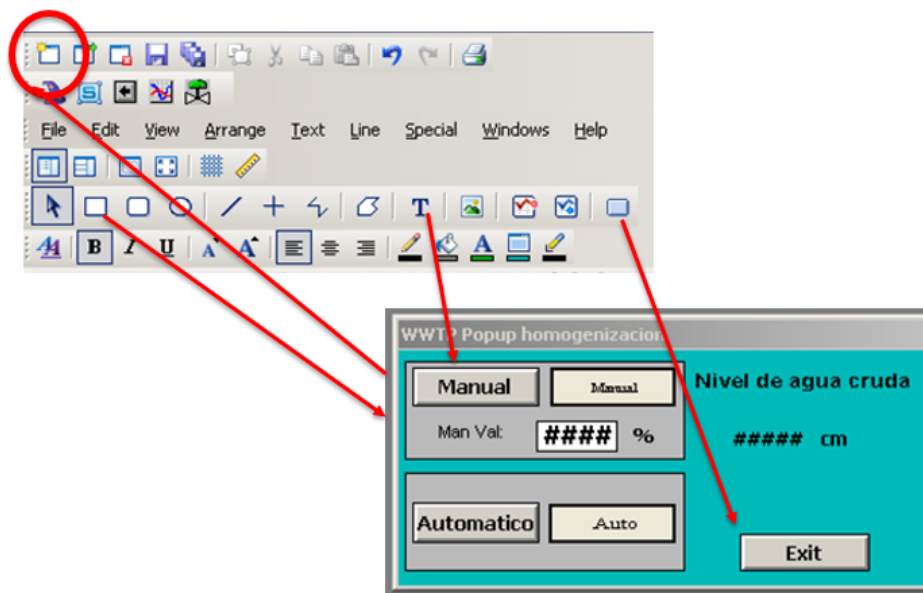 File Edit View Arrange Text Line Special Windows Help
T
A B I U A A A
WWTP Popup homogenizacion
Manual Manual Nivel de agua cruda
Man Val: #### % ##### cm
Automatico Auto
Exit